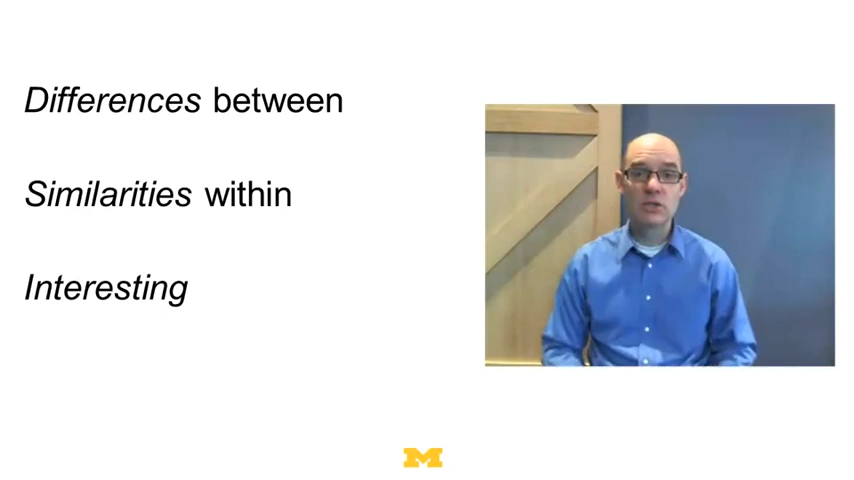 Differences between
Similarities within
Interesting
M